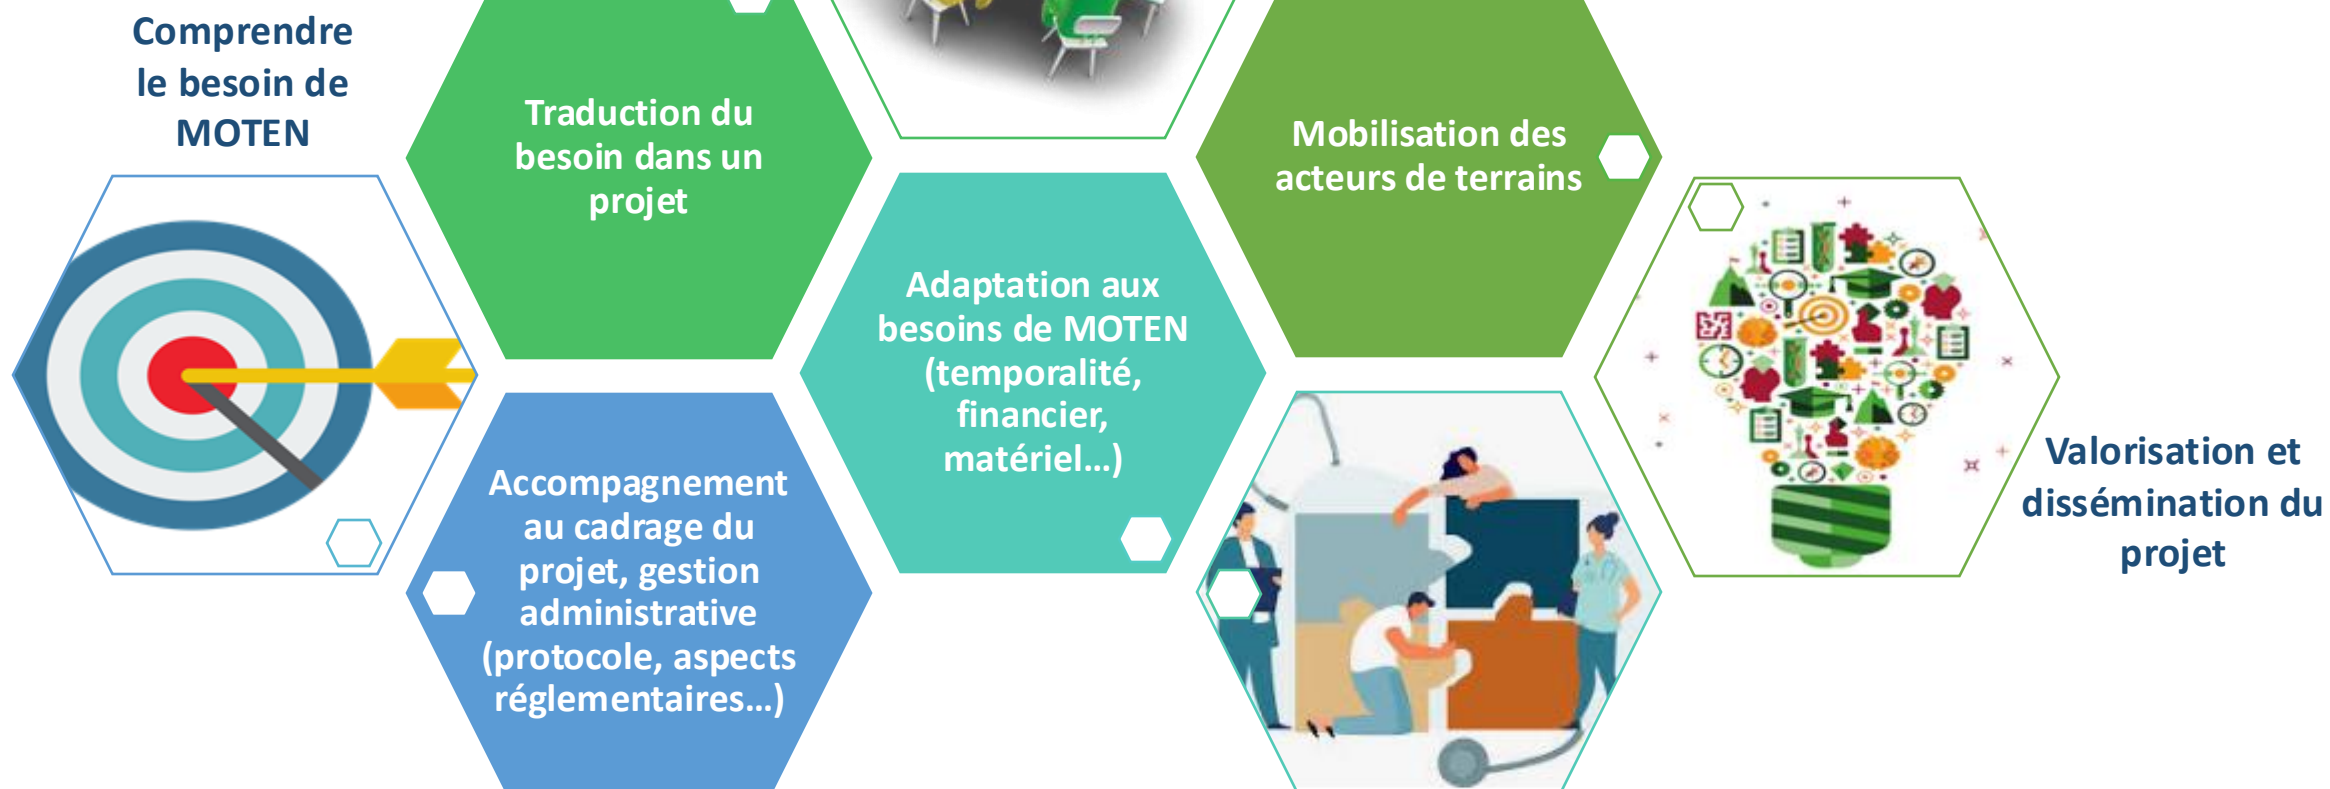 Comprendre
le besoin de
MOTEN
Traduction du
besoin dans un
projet
Accompagnement
au cadrage du
projet, gestion
administrative
(protocole, aspects
réglementaires...)
Adaptation aux
besoins de MOTEN
(temporalité,
financier,
matériel...)
Mobilisation des
acteurs de terrains
Valorisation et
dissémination du
projet